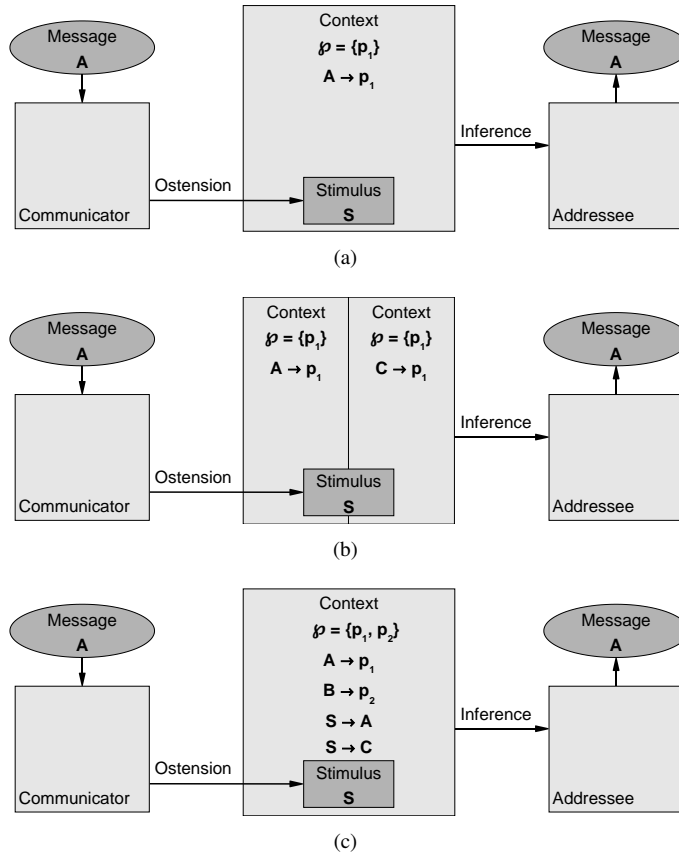 Message
A
Context
℘ = {p₁}
A → p₁
Message
A
Inference
Ostension
Stimulus
S
Communicator
Addressee
(a)
Message
A
Context
Context
℘ = {p₁}
℘ = {p₁}
A → p₁
C → p₁
Message
A
Inference
Ostension
Stimulus
S
Communicator
Addressee
(b)
Message
A
Context
℘ = {p₁, p₂}
A → p₁
B → p₂
S → A
S → C
Message
A
Inference
Ostension
Stimulus
S
Communicator
Addressee
(c)